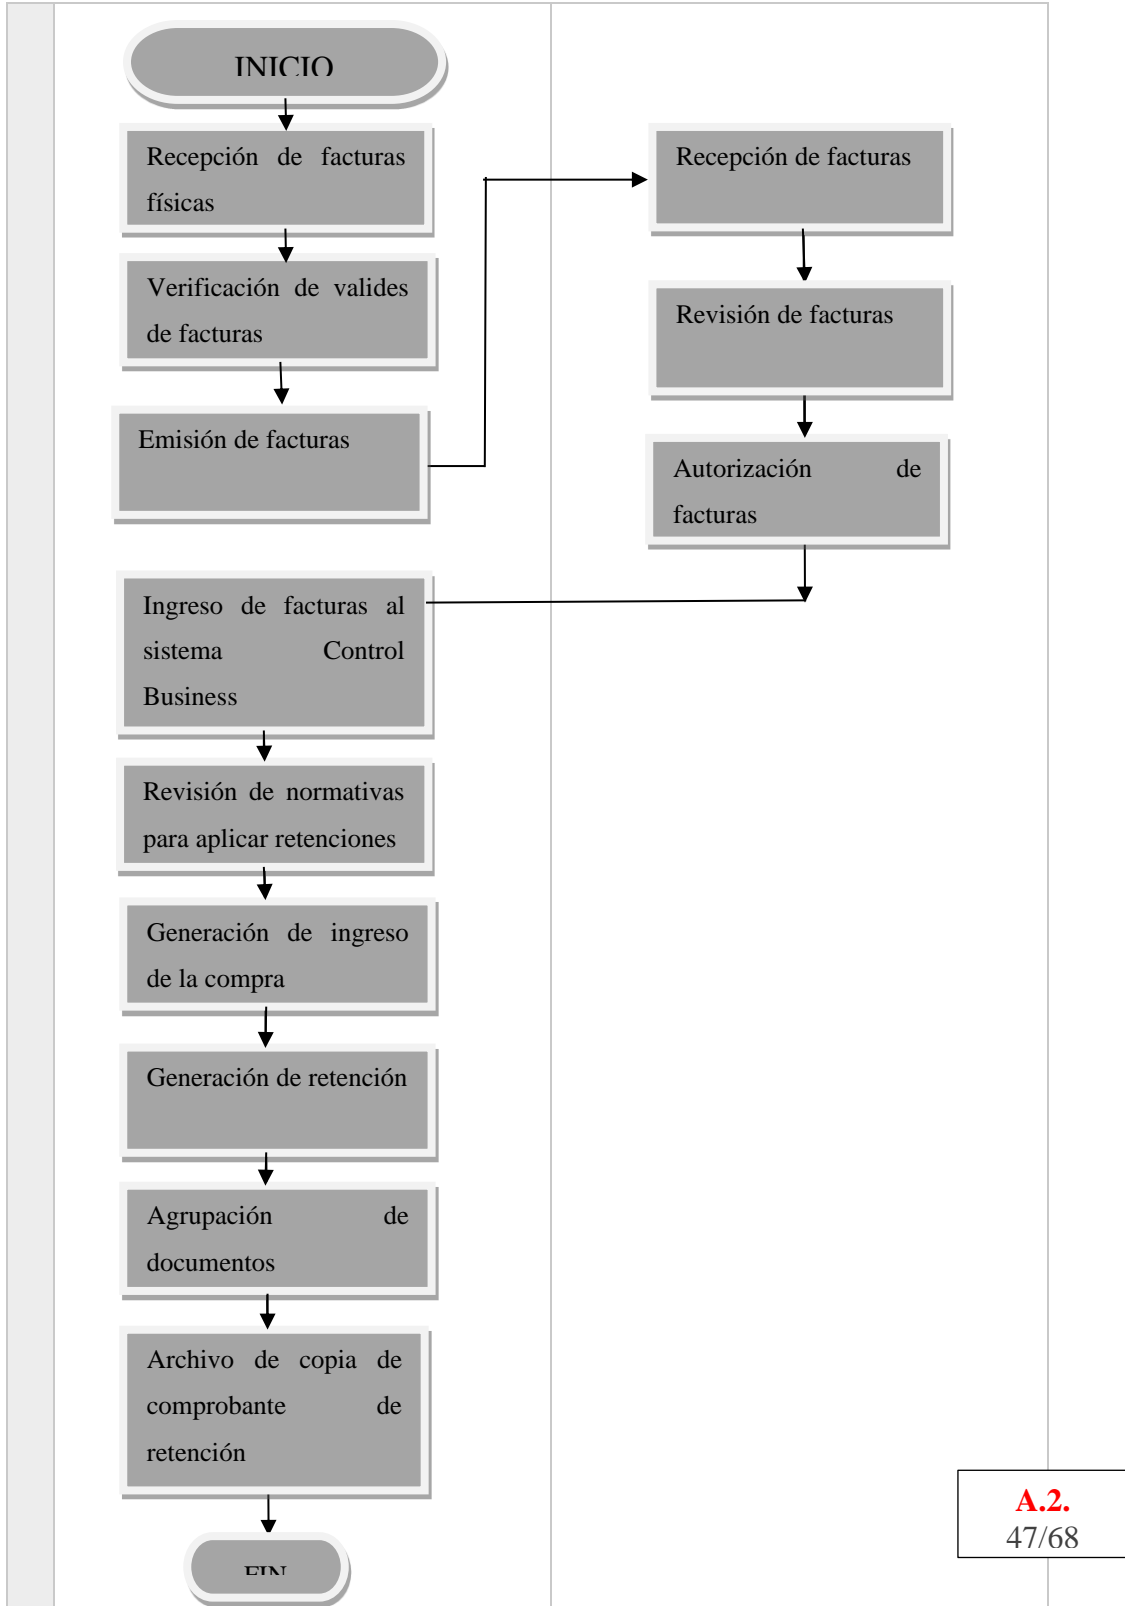 INICIO
Recepción de facturas
físicas
Verificación de valides
de facturas
Emisión de facturas
Recepción de facturas
Revisión de facturas
Autorización de
facturas
Ingreso de facturas al
sistema Control
Business
Revisión de normativas
para aplicar retenciones
Generación de ingreso
de la compra
Generación de retención
Agrupación de
documentos
Archivo de copia de
comprobante de
retención
FIN
A.2.
47/68